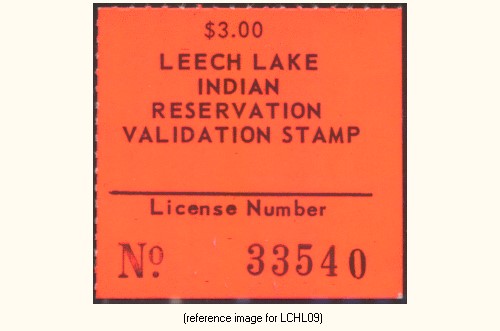 $3.00
LEECH LAKE
INDIAN
RESERVATION
VALIDATION STAMP
License Number
No. 33540
(reference image for LCHL09)